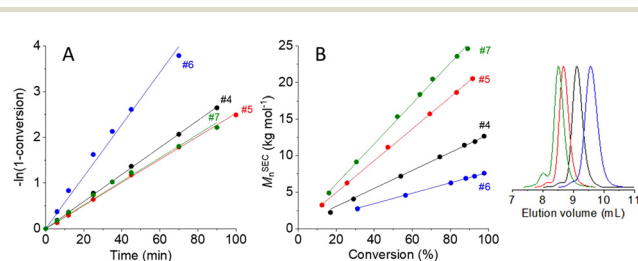 A
-ln(1-conversion)
4
3
2
1
0
#6
#4
#5
#7
0 20 40 60 80 100
Time (min)
B
Mₙ^SEC (kg mol⁻¹)
25
20
15
10
5
0
#7
#5
#4
#6
0 20 40 60 80 100
Conversion (%)
7 8 9 10 11
Elution volume (mL)